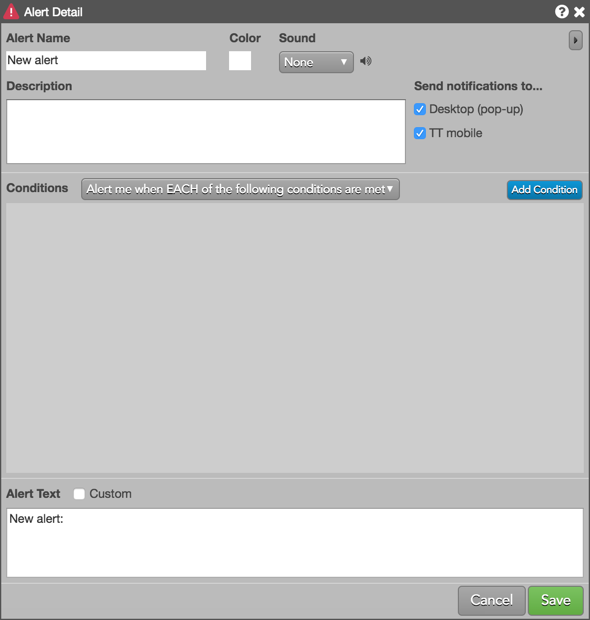 Alert Detail
Alert Name
Color
Sound
New alert
None
Description
Send notifications to...
Desktop (pop-up)
TT mobile
Conditions
Alert me when EACH of the following conditions are met
Add Condition
Alert Text
Custom
New alert:
Cancel
Save